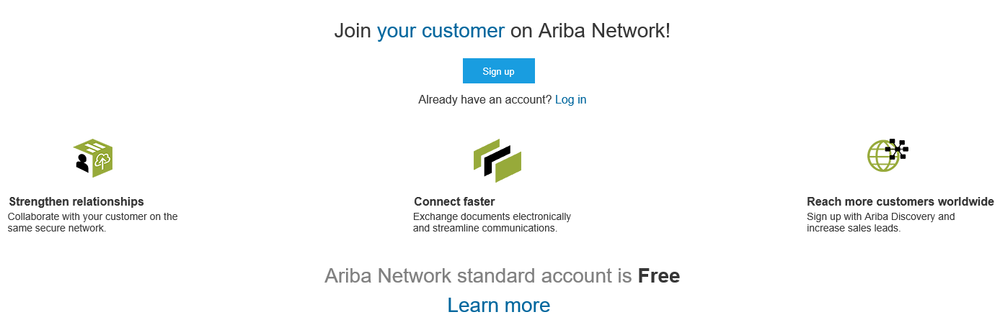 Join your customer on Ariba Network!
Sign up
Already have an account? Log in
Strengthen relationships
Collaborate with your customer on the
same secure network.
Connect faster
Exchange documents electronically
and streamline communications.
Reach more customers worldwide
Sign up with Ariba Discovery and
increase sales leads.
Ariba Network standard account is Free
Learn more